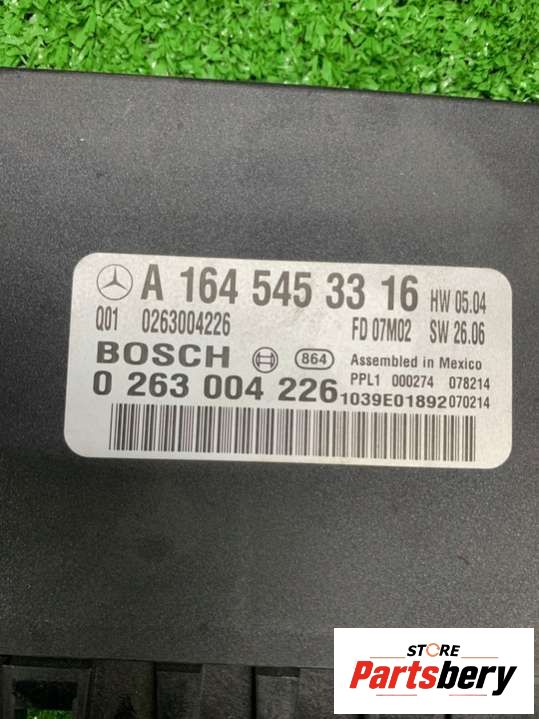 A 164 545 33 16 HW 05.04
Q01 0263004226 FD 07M02 SW 26.06
BOSCH 864 Assembled in Mexico
0 263 004 226 PPL1 000274 078214
1039E01892070214
STORE
Partsbery